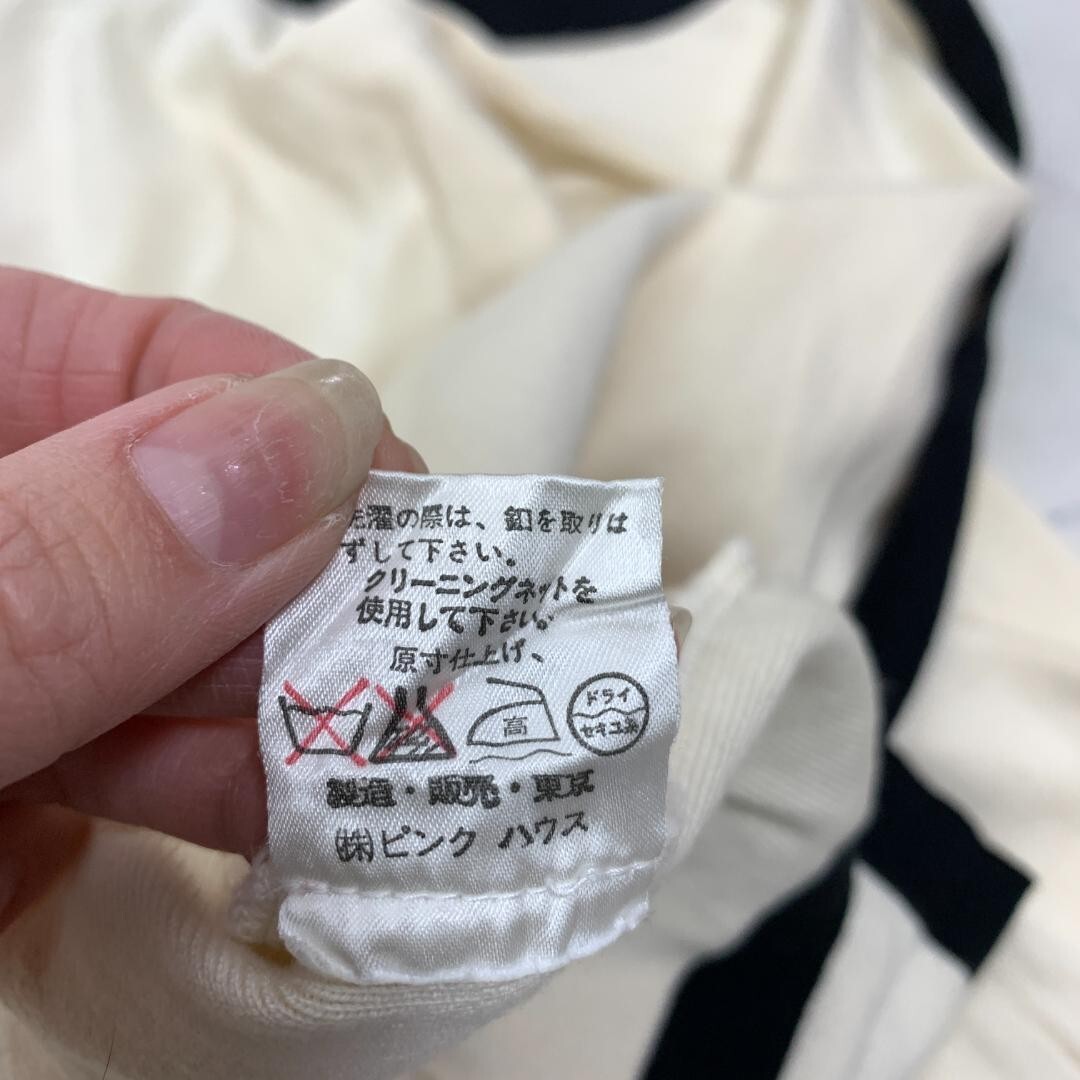 洗濯の際は、釦を取りは
ずして下さい。
クリーニングネットを
使用して下さい。
原寸仕上げ、
高
ドライ
セキユ系
製造・販売・東京
㈱ピンク ハウス